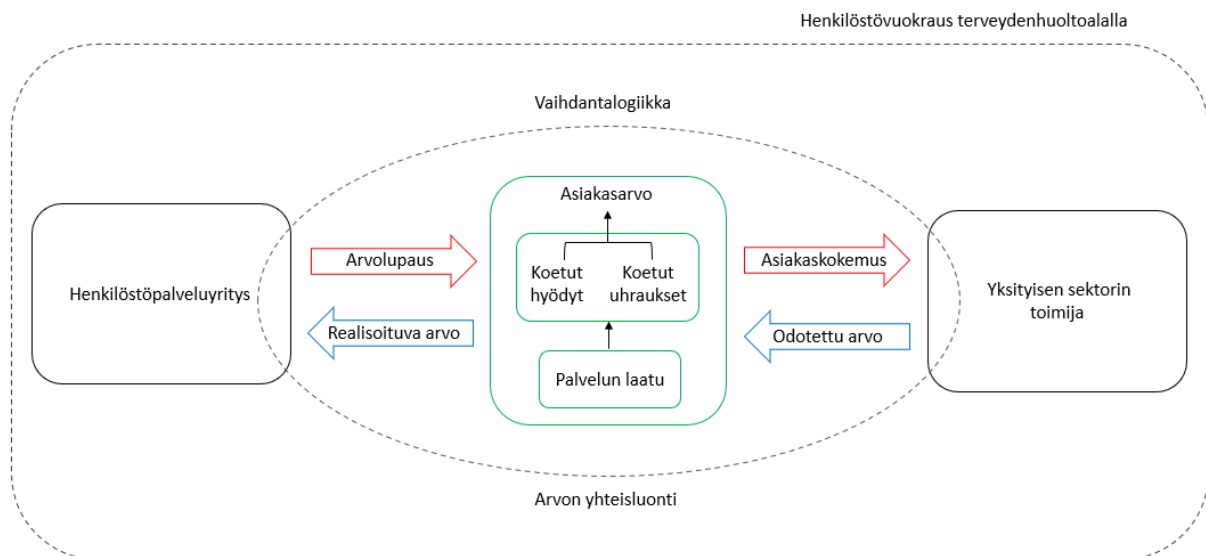 Henkilöstövuokraus terveydenhuoltoalalla
Vaihdantalogiikka
Asiakasarvo
Henkilöstöpalveluyritys
Arvolupaus
Realisoituva arvo
Koetut
hyödyt
Koetut
uhraukset
Palvelun laatu
Asiakaskokemus
Odotettu arvo
Yksityisen sektorin
toimija
Arvon yhteisluonti